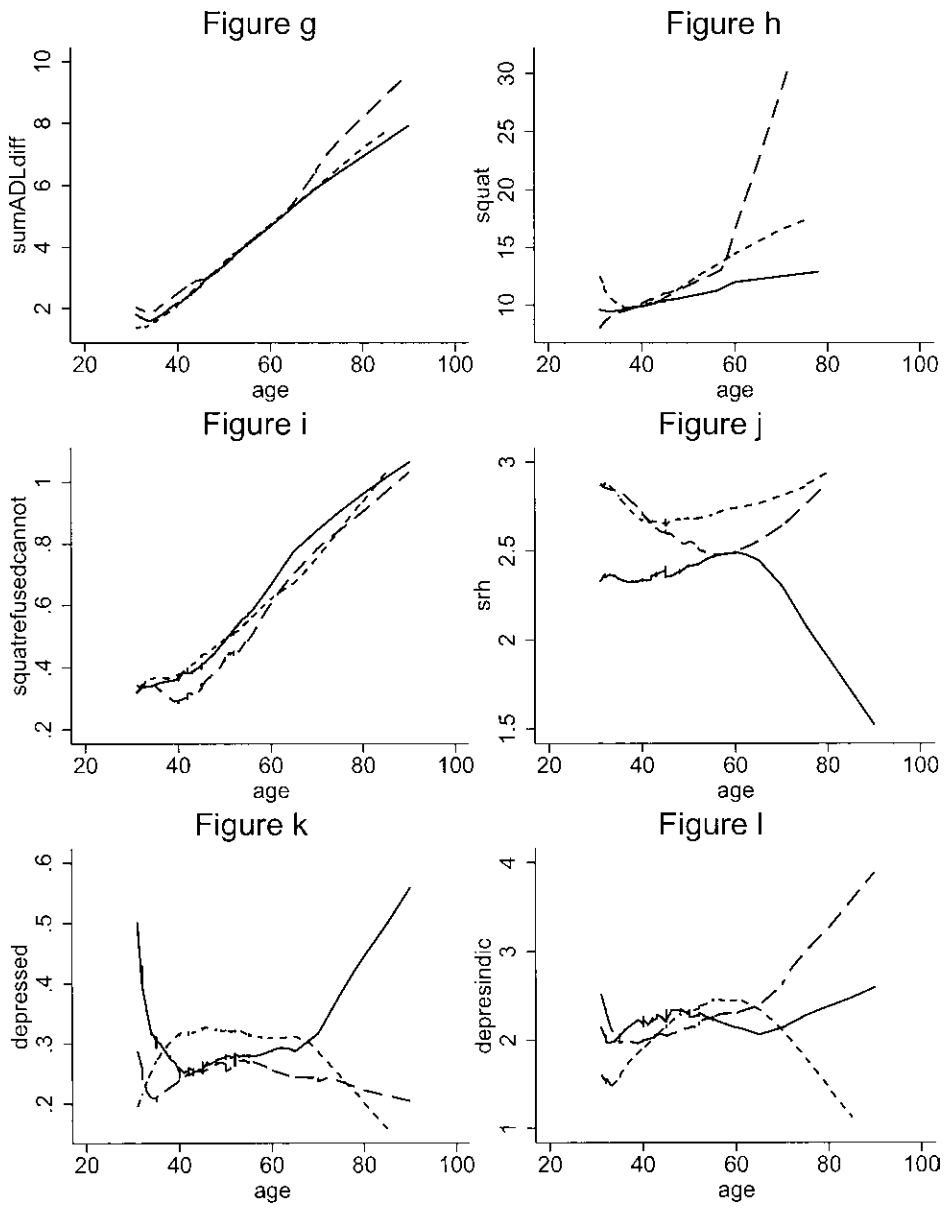 Figure g
sumADLdiff
10
8
6
4
2
20 40 60 80 100
age
Figure h
squat
30
25
20
15
10
20 40 60 80 100
age
Figure i
squatrefusedcannot
1
.8
.6
.4
.2
20 40 60 80 100
age
Figure j
srh
3
2.5
2
1.5
20 40 60 80 100
age
Figure k
depressed
.6
.5
.4
.3
.2
20 40 60 80 100
age
Figure l
depresindic
4
3
2
1
20 40 60 80 100
age